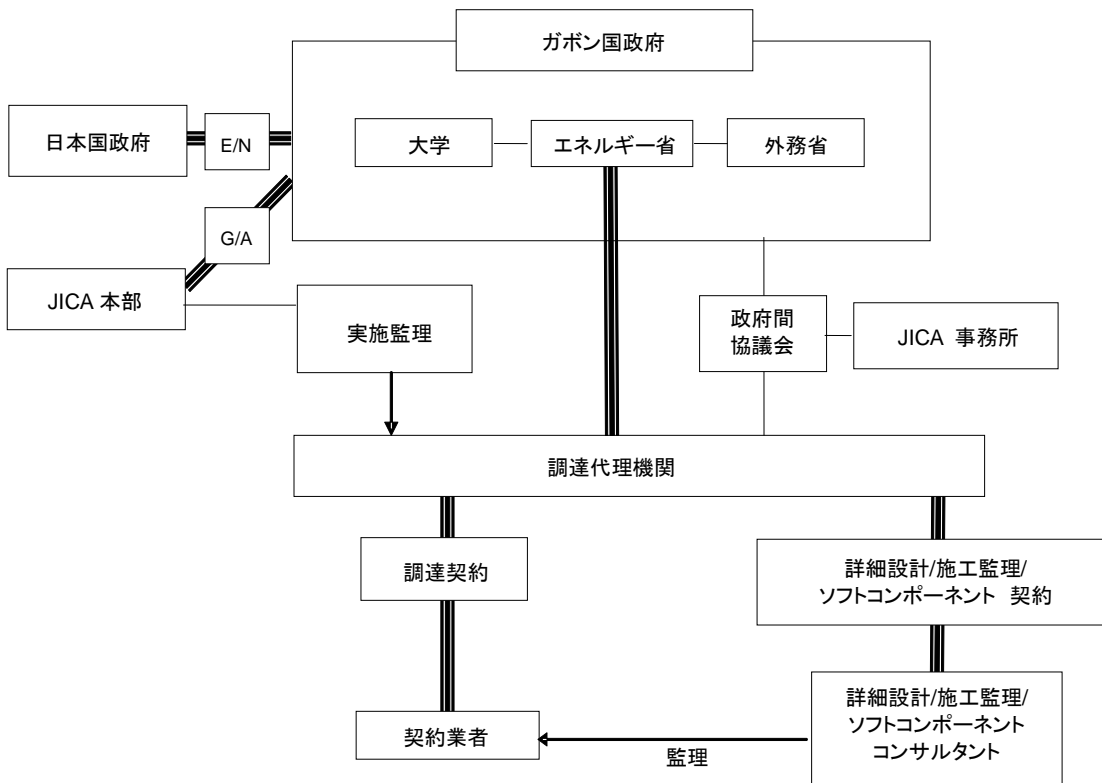 ガボン国政府
日本国政府
E/N
大学
エネルギー省
外務省
G/A
JICA 本部
実施監理
政府間
協議会
JICA 事務所
調達代理機関
調達契約
詳細設計/施工監理/
ソフトコンポーネント 契約
契約業者
監理
詳細設計/施工監理/
ソフトコンポーネント
コンサルタント